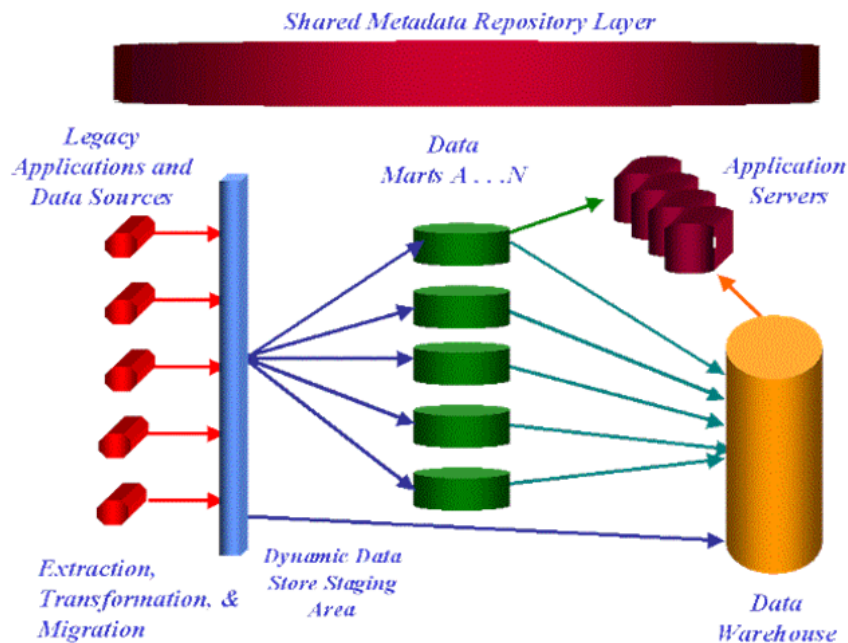 Shared Metadata Repository Layer
Legacy
Applications and
Data Sources
Data
Marts A . . . N
Application
Servers
Extraction,
Transformation, &
Migration
Dynamic Data
Store Staging
Area
Data
Warehouse